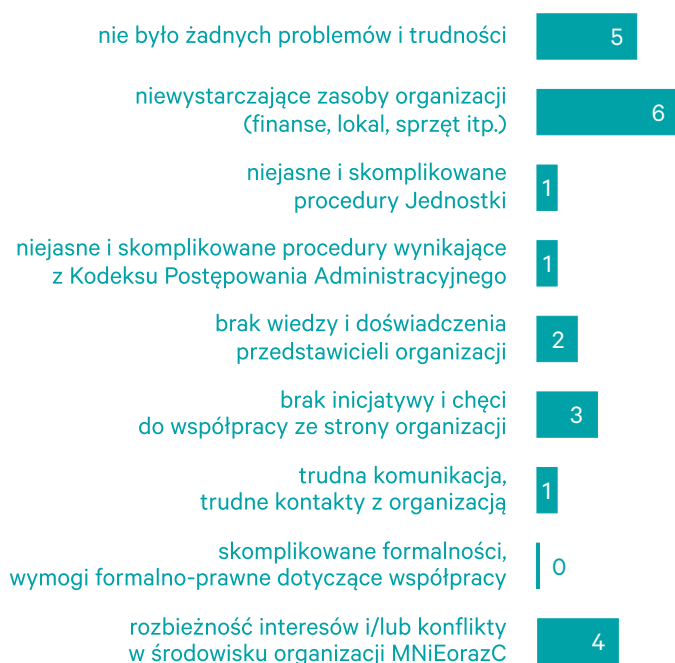 nie było żadnych problemów i trudności 5
niewystarczające zasoby organizacji
(finanse, lokal, sprzęt itp.) 6
niejasne i skomplikowane
procedury Jednostki 1
niejasne i skomplikowane procedury wynikające
z Kodeksu Postępowania Administracyjnego 1
brak wiedzy i doświadczenia
przedstawicieli organizacji 2
brak inicjatywy i chęci
do współpracy ze strony organizacji 3
trudna komunikacja,
trudne kontakty z organizacją 1
skomplikowane formalności,
wymogi formalno-prawne dotyczące współpracy 0
rozbieżność interesów i/lub konflikty
w środowisku organizacji MNiEorazC 4